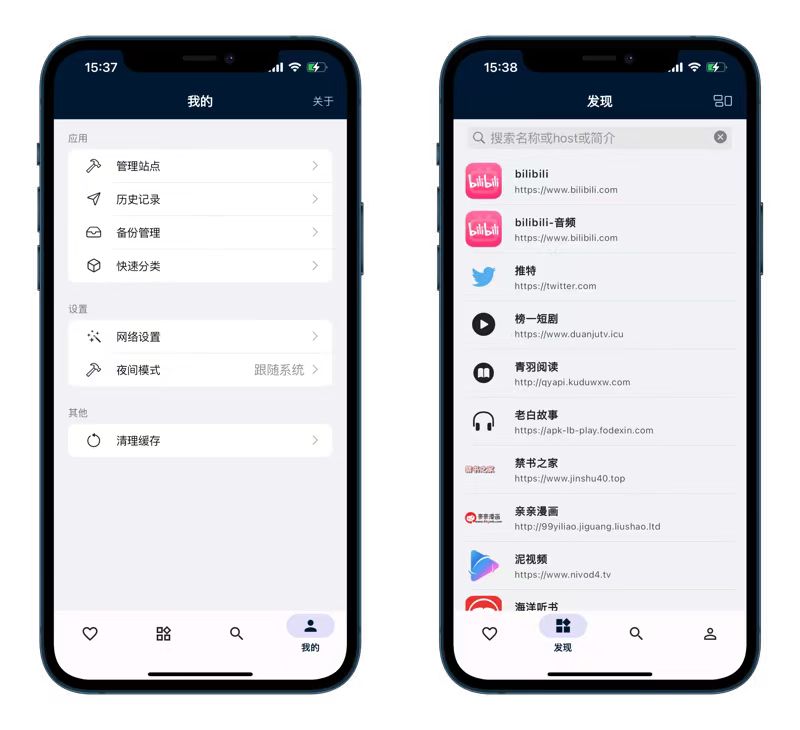 15:37
我的
关于
应用
管理站点
历史记录
备份管理
快速分类
设置
网络设置
夜间模式
跟随系统
其他
清理缓存
我的
15:38
发现
搜索名称或host或简介
bilibili
bilibili
https://www.bilibili.com
bilibili
bilibili-音频
https://www.bilibili.com
推特
https://twitter.com
榜一短剧
https://www.duanjutv.icu
青羽阅读
http://qyapi.kuduwxw.com
老白故事
https://apk-lb-play.fodexin.com
禁书之家
禁书之家
https://www.jinshu40.top
亲亲漫画
亲亲漫画
http://99yiliao.jiguang.liushao.ltd
泥视频
https://www.nivod4.tv
海洋听书
发现